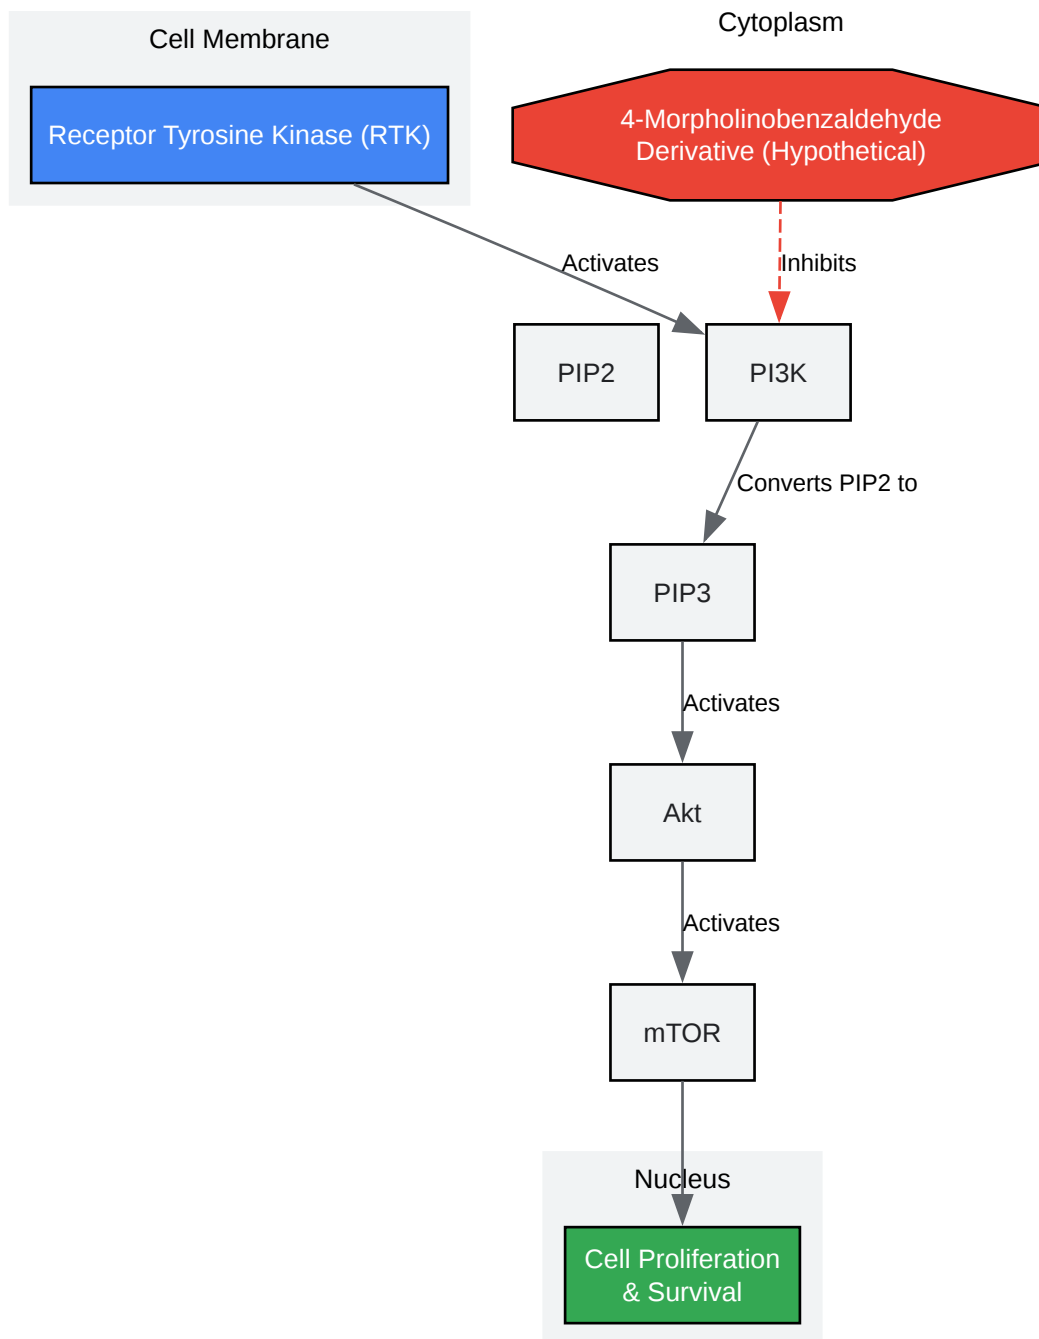 Cell Membrane
Cytoplasm
Receptor Tyrosine Kinase (RTK)
4-Morpholinobenzaldehyde
Derivative (Hypothetical)
Activates
Inhibits
PIP2
PI3K
Converts PIP2 to
PIP3
Activates
Akt
Activates
mTOR
Nucleus
Cell Proliferation
& Survival